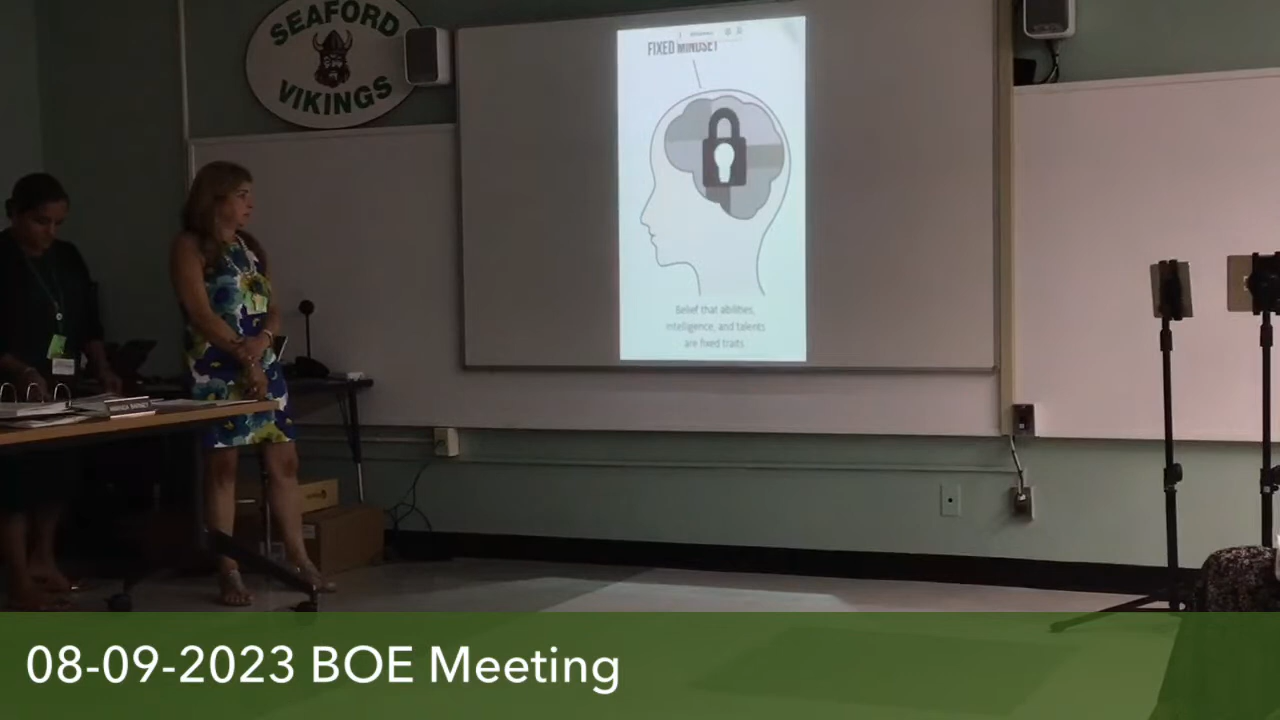 SEAFORD
VIKINGS
FIXED MINDSET
Belief that abilities,
intelligence, and talents
are fixed traits
08-09-2023 BOE Meeting